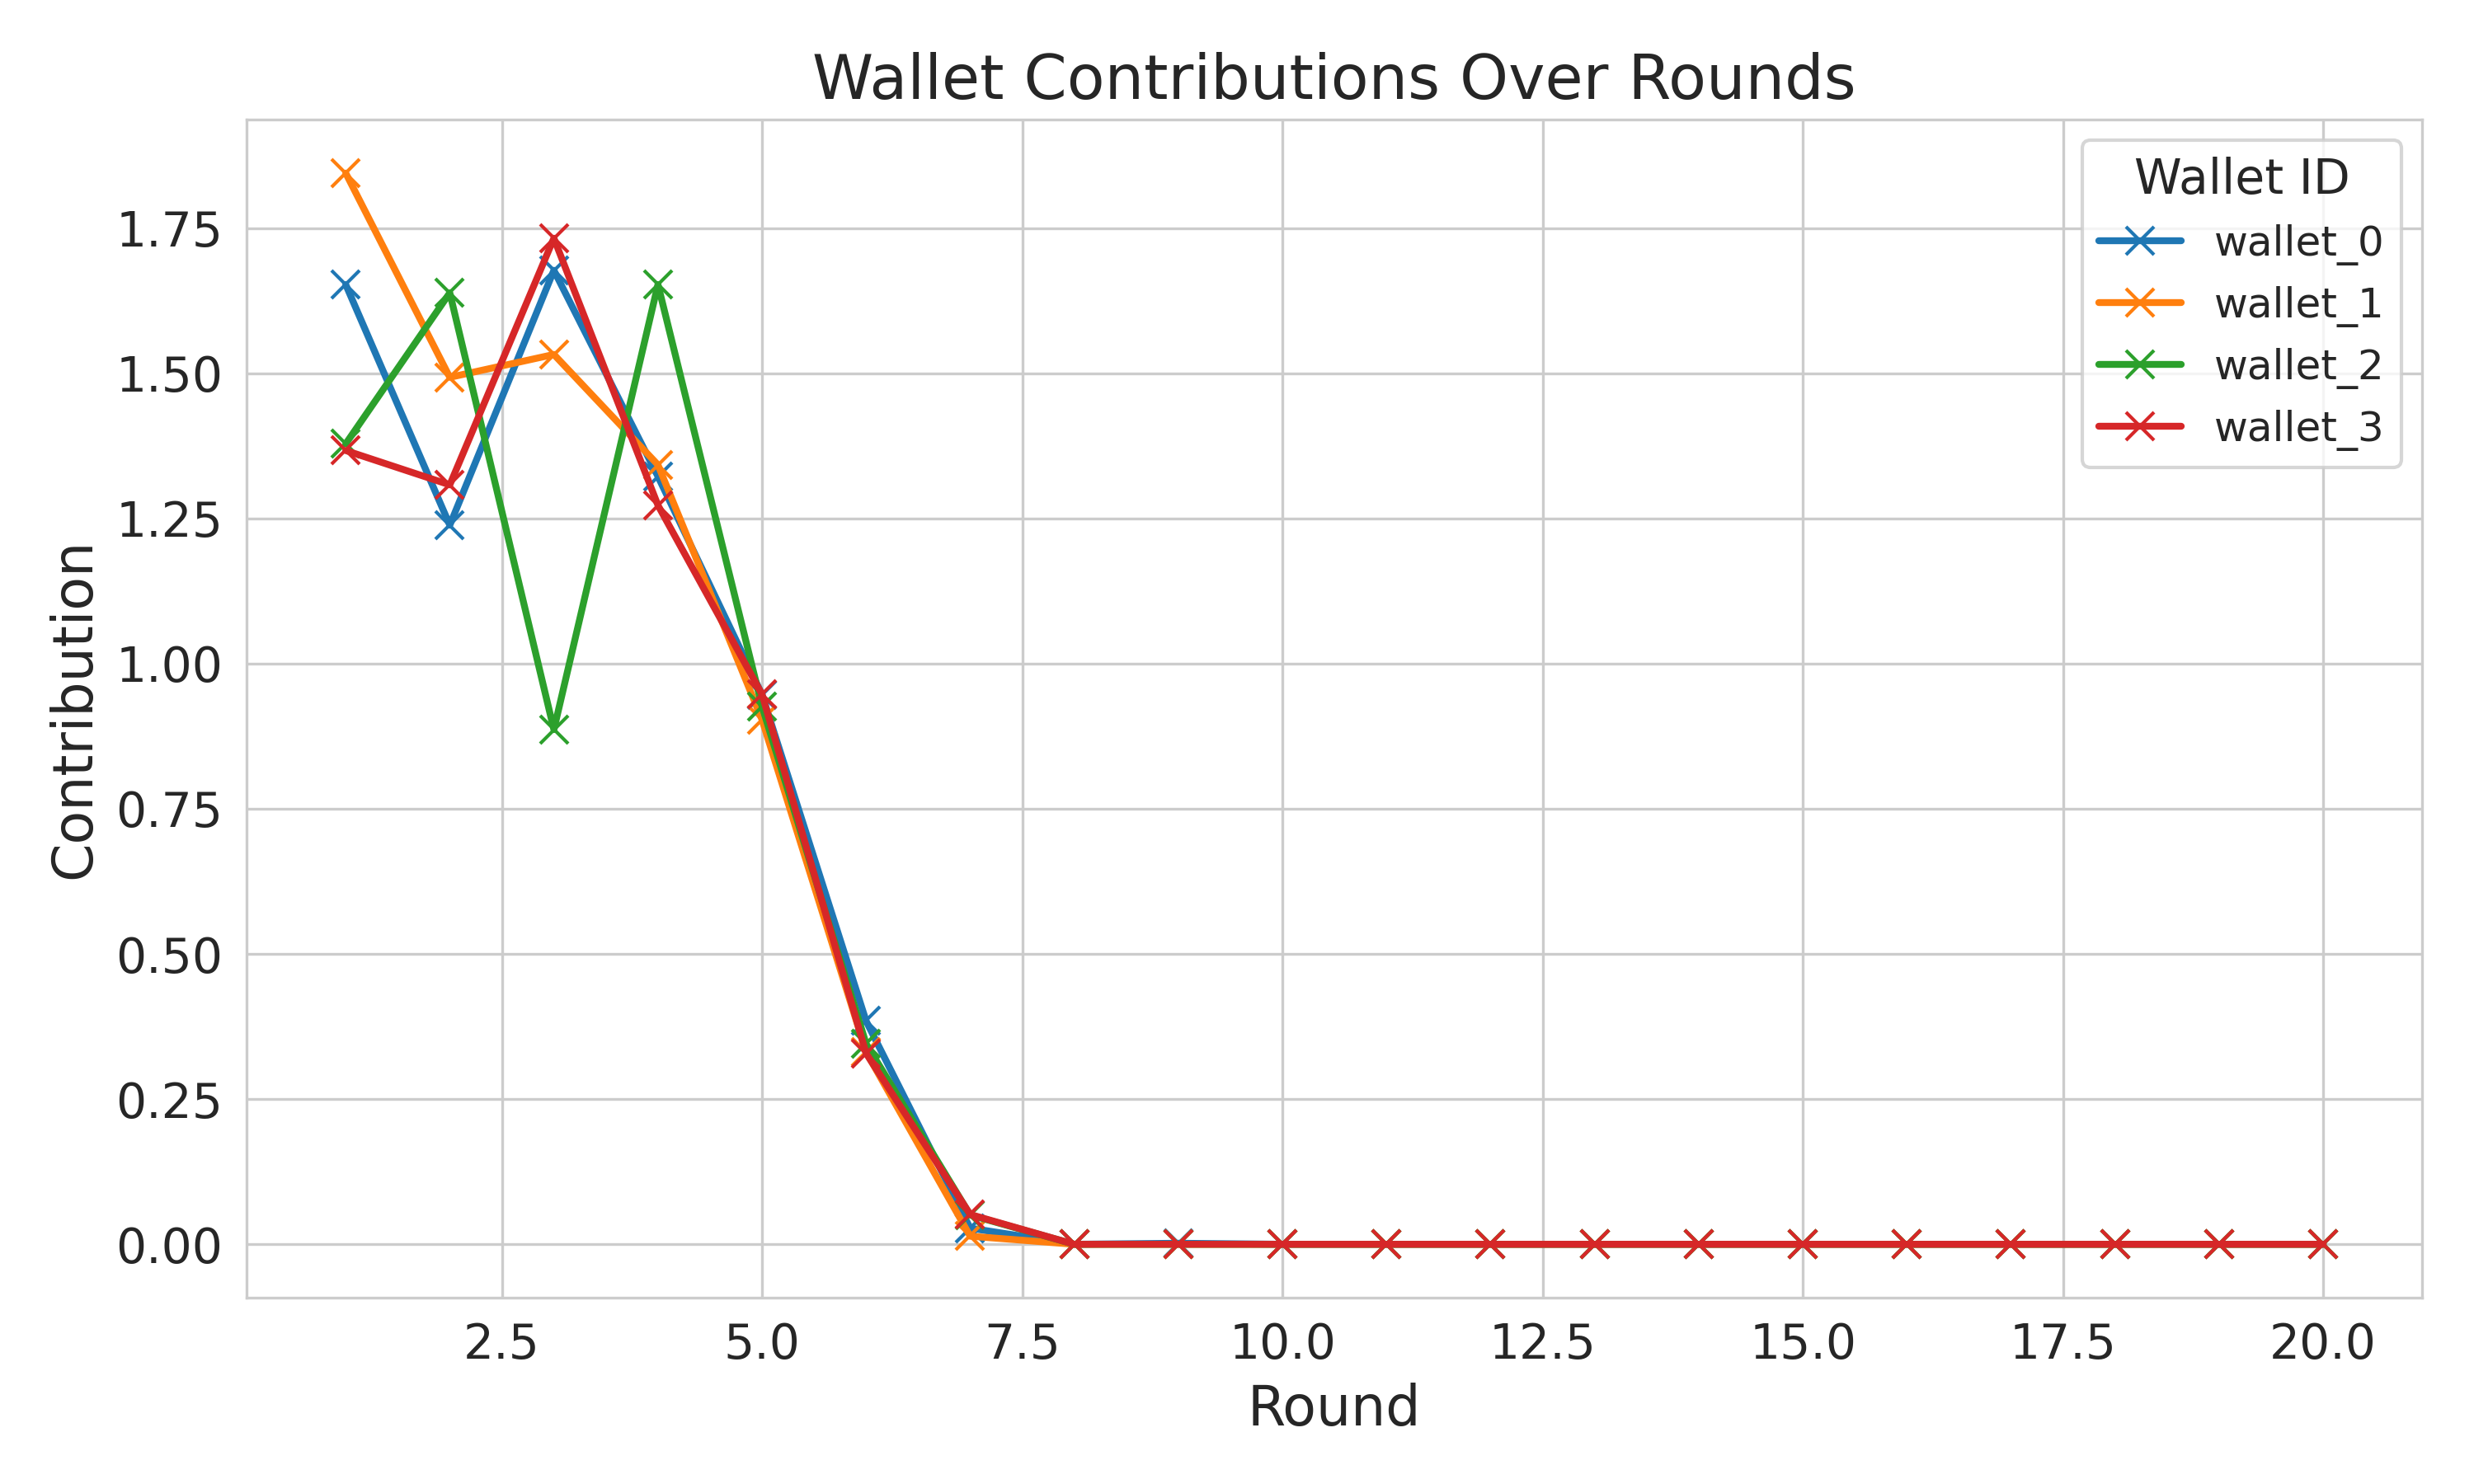 Wallet Contributions Over Rounds
Wallet ID
wallet_0
wallet_1
wallet_2
wallet_3
Contribution
1.75
1.50
1.25
1.00
0.75
0.50
0.25
0.00
2.5 5.0 7.5 10.0 12.5 15.0 17.5 20.0
Round